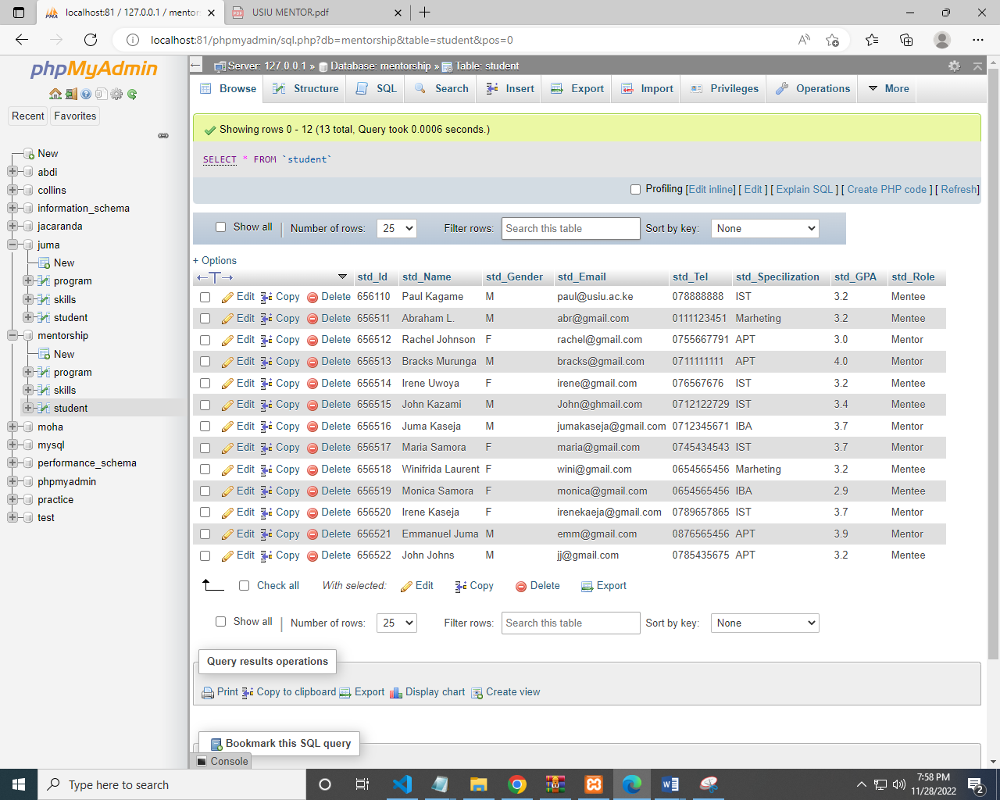 localhost:81 / 127.0.0.1 / mentors
USIU MENTOR.pdf
localhost:81/phpmyadmin/sql.php?db=mentorship&table=student&pos=0
phpMyAdmin
Recent Favorites
New
abdi
collins
information_schema
jacaranda
juma
New
program
skills
student
mentorship
New
program
skills
student
moha
mysql
performance_schema
phpmyadmin
practice
test
Server: 127.0.0.1 » Database: mentorship » Table: student
Browse Structure SQL Search Insert Export Import Privileges Operations More
Showing rows 0 - 12 (13 total, Query took 0.0006 seconds.)
SELECT * FROM `student`
Profiling [Edit inline] [ Edit ] [ Explain SQL ] [ Create PHP code ] [ Refresh]
Show all Number of rows: 25 Filter rows: Search this table Sort by key: None
+ Options
std_Id std_Name std_Gender std_Email std_Tel std_Specilization std_GPA std_Role
Edit Copy Delete 656110 Paul Kagame M paul@usiu.ac.ke 078888888 IST 3.2 Mentee
Edit Copy Delete 656511 Abraham L. M abr@gmail.com 0111123451 Marheting 3.2 Mentee
Edit Copy Delete 656512 Rachel Johnson F rachel@gmail.com 0755667791 APT 3.0 Mentor
Edit Copy Delete 656513 Bracks Murunga M bracks@gmail.com 0711111111 APT 4.0 Mentor
Edit Copy Delete 656514 Irene Uwoya F irene@gmail.com 076567676 IST 3.2 Mentee
Edit Copy Delete 656515 John Kazami M John@ghmail.com 0712122729 IST 3.4 Mentee
Edit Copy Delete 656516 Juma Kaseja M jumakaseja@gmail.com 0712345671 IBA 3.7 Mentor
Edit Copy Delete 656517 Maria Samora F maria@gmail.com 0745434543 IST 3.7 Mentor
Edit Copy Delete 656518 Winifrida Laurent F wini@gmail.com 0654565456 Marheting 3.2 Mentee
Edit Copy Delete 656519 Monica Samora F monica@gmail.com 0654565456 IBA 2.9 Mentee
Edit Copy Delete 656520 Irene Kaseja F irenekaeja@gmail.com 0789657865 IST 3.7 Mentor
Edit Copy Delete 656521 Emmanuel Juma M emm@gmail.com 0876565456 APT 3.9 Mentor
Edit Copy Delete 656522 John Johns M jj@gmail.com 0785435675 APT 3.2 Mentee
Check all With selected: Edit Copy Delete Export
Show all Number of rows: 25 Filter rows: Search this table Sort by key: None
Query results operations
Print Copy to clipboard Export Display chart Create view
Bookmark this SQL query
Console
Type here to search
7:58 PM
11/28/2022
2